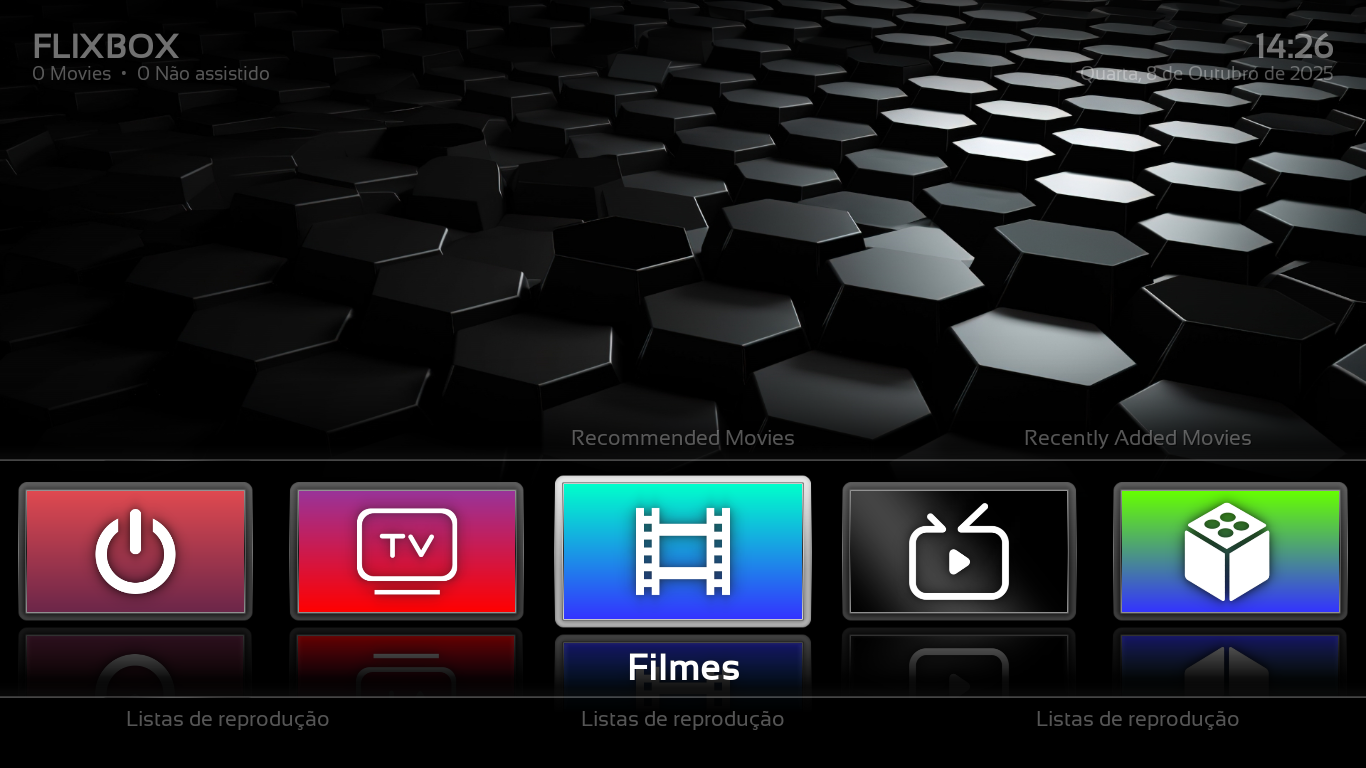 FLIXBOX
0 Movies • 0 Não assistido
14:26
Quarta, 8 de Outubro de 2025
Recommended Movies
Recently Added Movies
TV
Filmes
Listas de reprodução
Listas de reprodução
Listas de reprodução